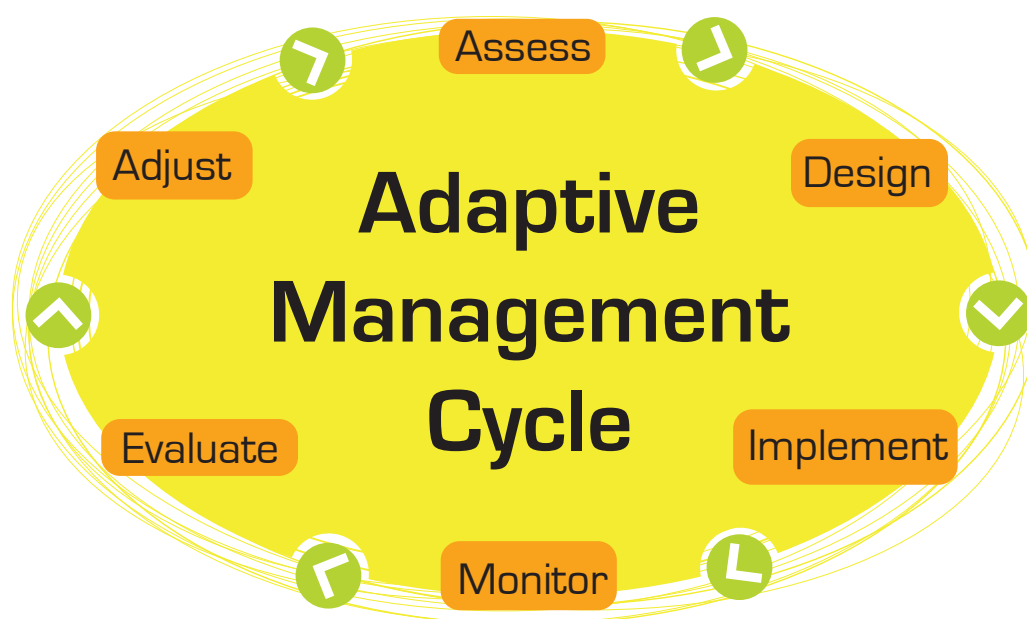 Assess
Adjust
Design
Adaptive
Management
Cycle
Evaluate
Implement
Monitor